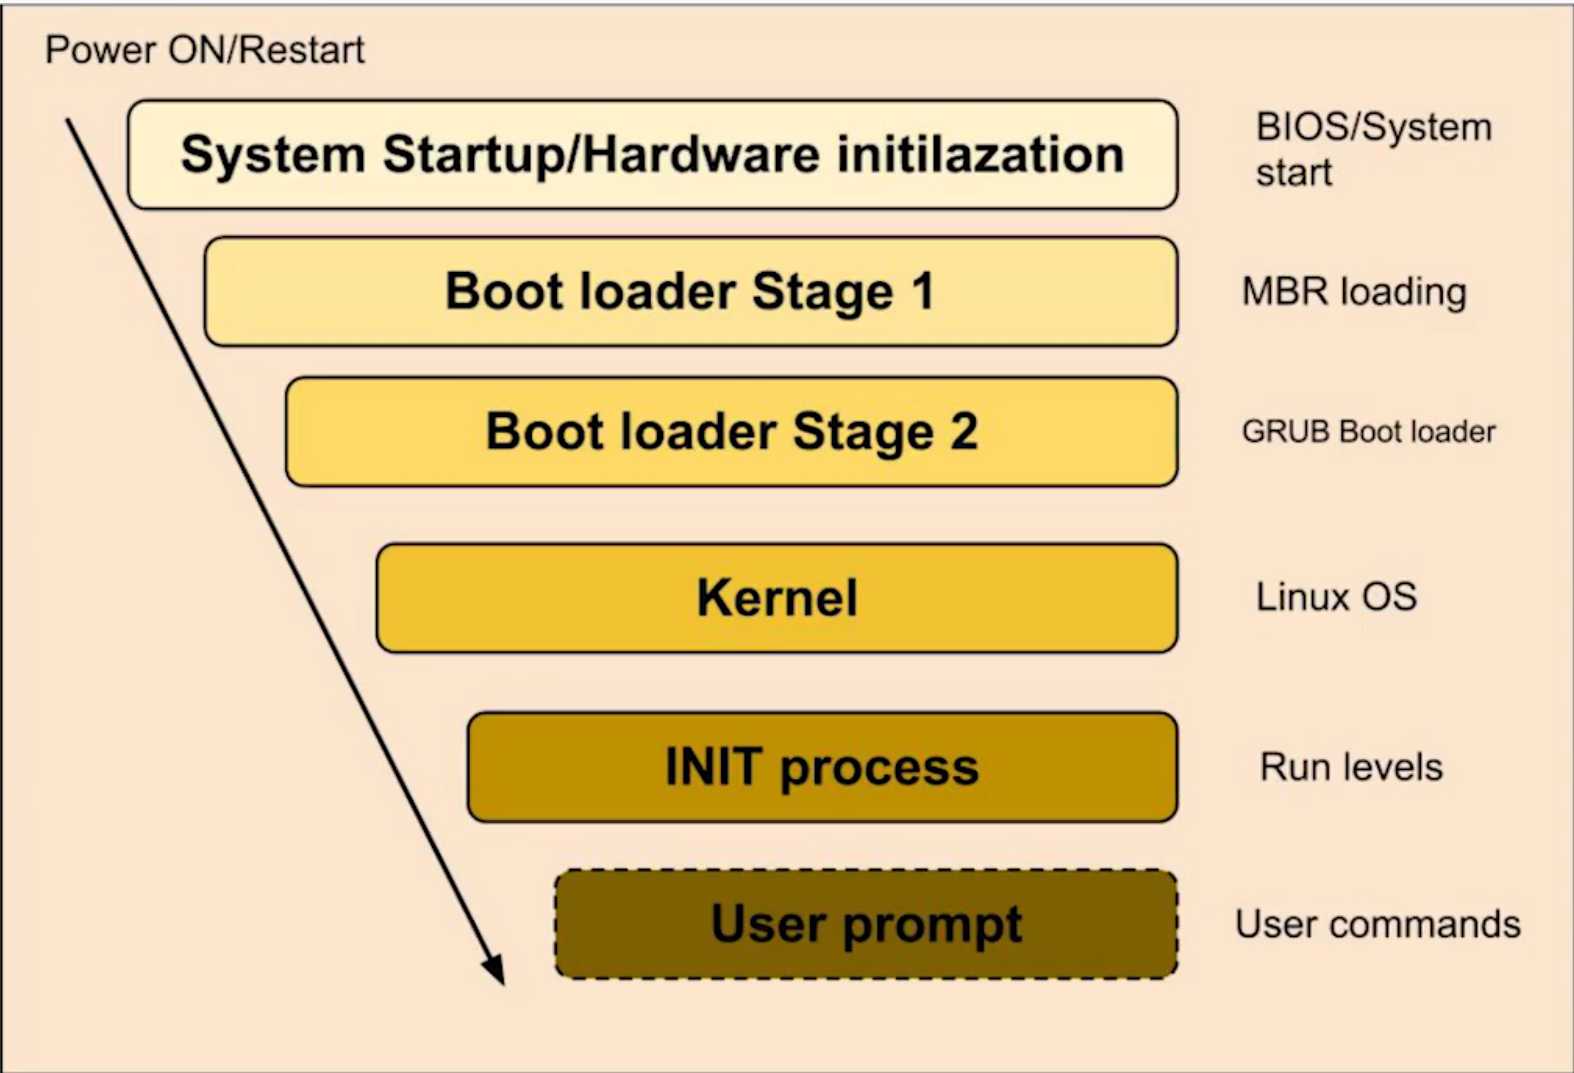 Power ON/Restart
System Startup/Hardware initilazation
BIOS/System
start
Boot loader Stage 1
MBR loading
Boot loader Stage 2
GRUB Boot loader
Kernel
Linux OS
INIT process
Run levels
User prompt
User commands